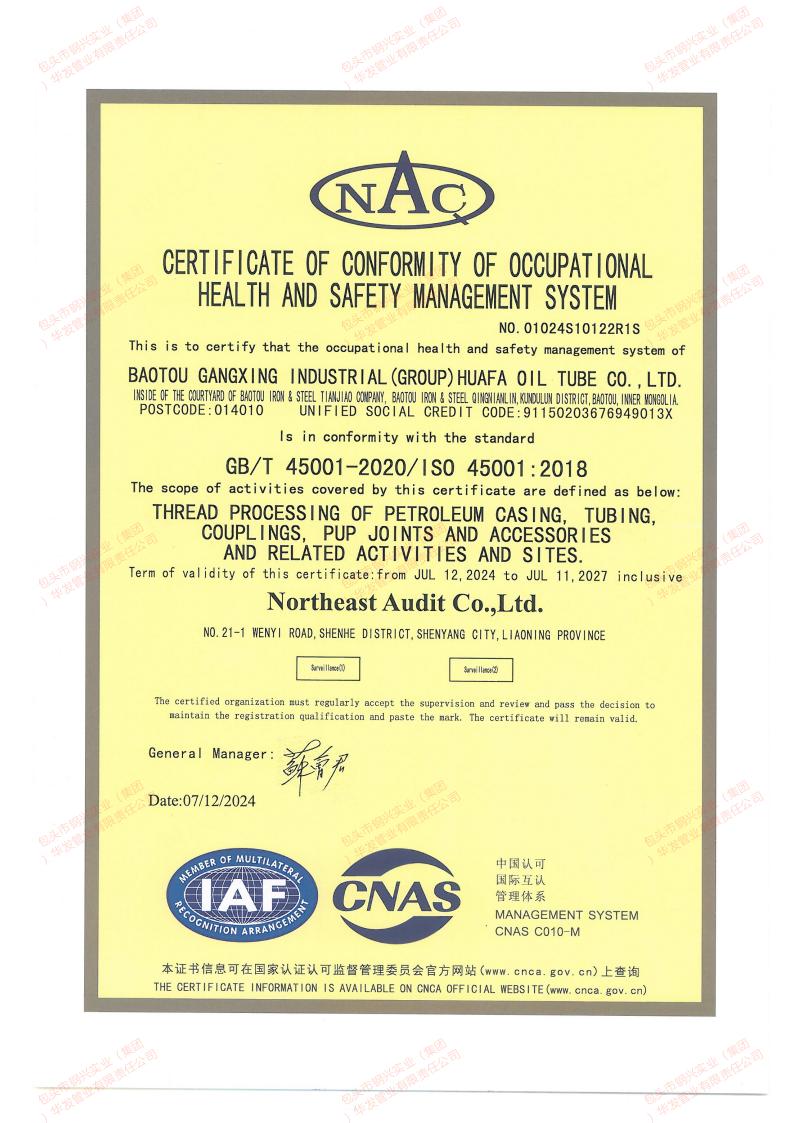 NAC
CERTIFICATE OF CONFORMITY OF OCCUPATIONAL
HEALTH AND SAFETY MANAGEMENT SYSTEM
NO. 01024S10122R1S
This is to certify that the occupational health and safety management system of
BAOTOU GANGXING INDUSTRIAL(GROUP)HUAFA OIL TUBE CO.,LTD.
INSIDE OF THE COURTYARD OF BAOTOU IRON & STEEL TIANJIAO COMPANY, BAOTOU IRON & STEEL QINGNIANLIN, KUNDULUN DISTRICT, BAOTOU, INNER MONGOLIA.
POSTCODE:014010 UNIFIED SOCIAL CREDIT CODE:91150203676949013X
Is in conformity with the standard
GB/T 45001-2020/ISO 45001:2018
The scope of activities covered by this certificate are defined as below:
THREAD PROCESSING OF PETROLEUM CASING, TUBING,
COUPLINGS, PUP JOINTS AND ACCESSORIES
AND RELATED ACTIVITIES AND SITES.
Term of validity of this certificate:from JUL 12,2024 to JUL 11,2027 inclusive
Northeast Audit Co.,Ltd.
NO.21-1 WENYI ROAD,SHENHE DISTRICT,SHENYANG CITY,LIAONING PROVINCE
Surveillance(1) Surveillance(2)
The certified organization must regularly accept the supervision and review and pass the decision to
maintain the registration qualification and paste the mark. The certificate will remain valid.
General Manager:
Date:07/12/2024
MEMBER OF MULTILATERAL
IAF
RECOGNITION ARRANGEMENT
CNAS
中国认可
国际互认
管理体系
MANAGEMENT SYSTEM
CNAS C010-M
本证书信息可在国家认证认可监督管理委员会官方网站(www.cnca.gov.cn)上查询
THE CERTIFICATE INFORMATION IS AVAILABLE ON CNCA OFFICIAL WEBSITE(www.cnca.gov.cn)
包头市钢兴实业（集团
）华发管业有限责任公司